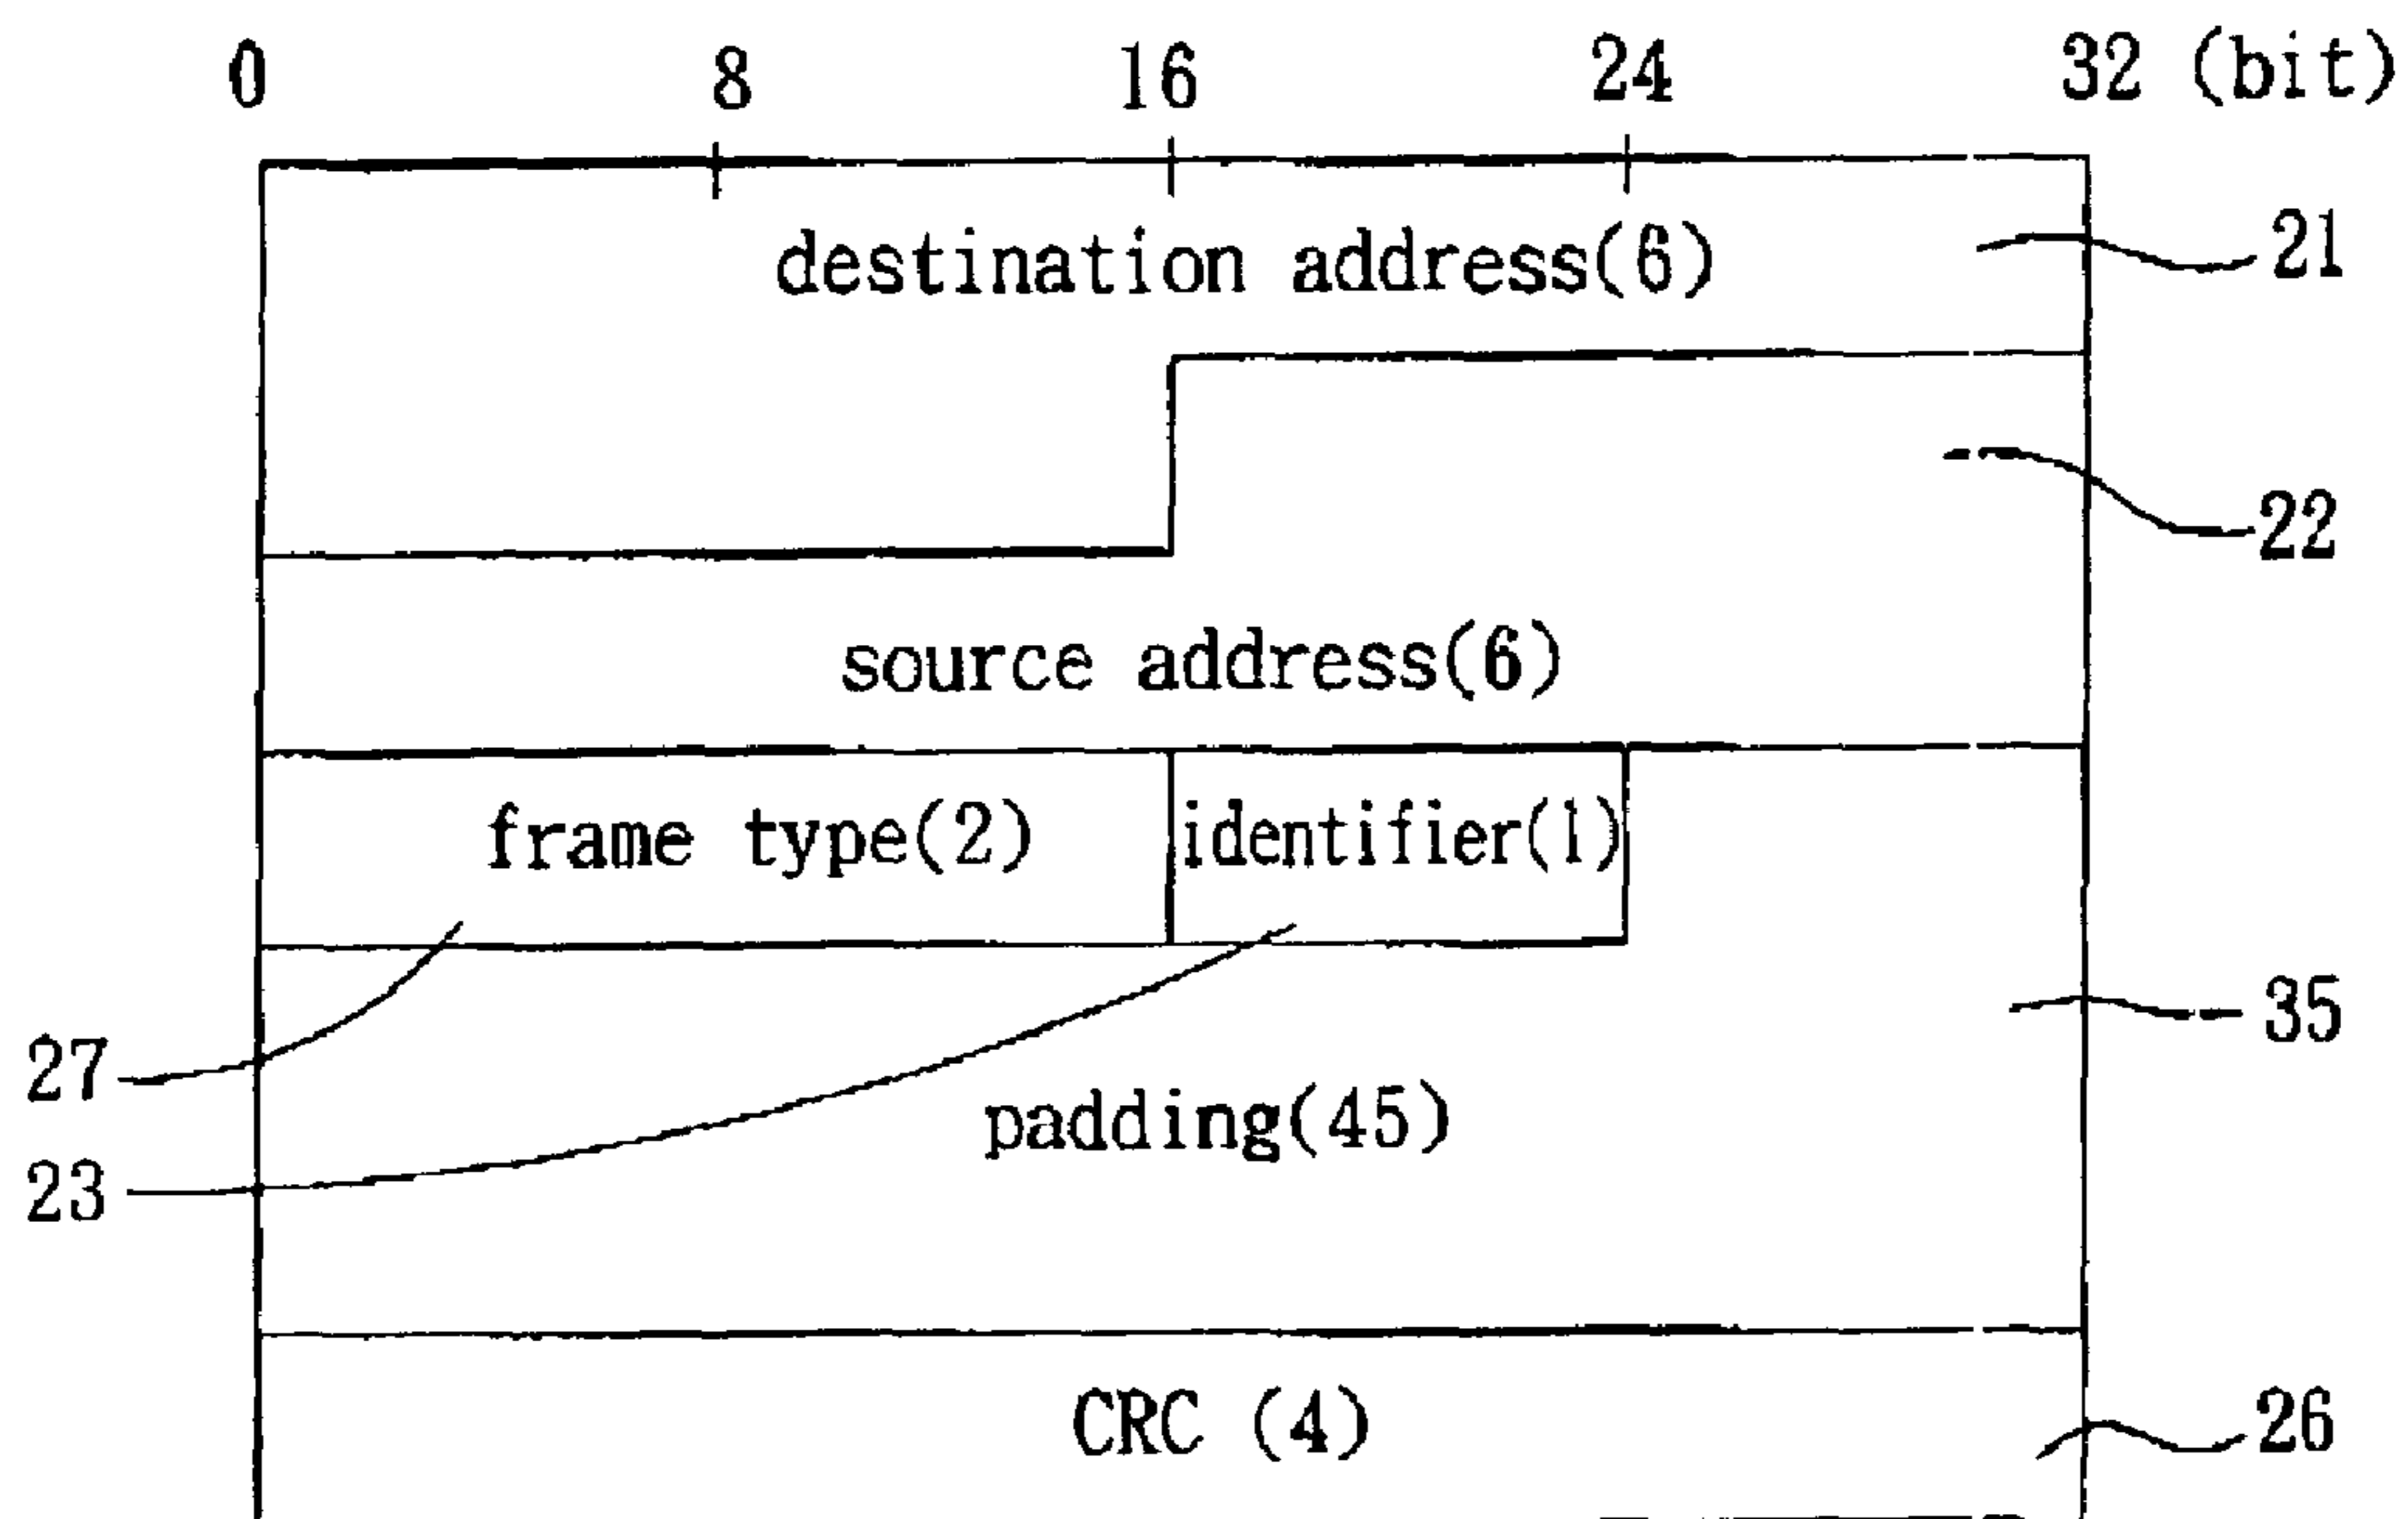 0 8 16 24 32 (bit)
destination address(6)
21
22
source address(6)
frame type(2) identifier(1)
35
27
padding(45)
23
CRC (4)
26